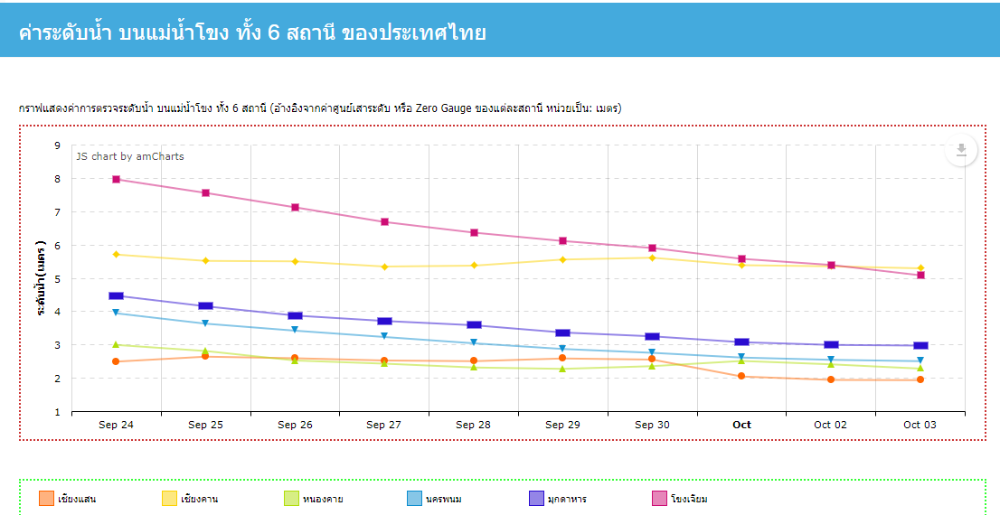 ค่าระดับน้ำ บนแม่น้ำโขง ทั้ง 6 สถานี ของประเทศไทย
กราฟแสดงค่าการตรวจระดับน้ำ บนแม่น้ำโขง ทั้ง 6 สถานี (อ้างอิงจากค่าศูนย์เสาระดับ หรือ Zero Gauge ของแต่ละสถานี หน่วยเป็น: เมตร)
JS chart by amCharts
ระดับน้ำ(เมตร )
9
8
7
6
5
4
3
2
1
Sep 24 Sep 25 Sep 26 Sep 27 Sep 28 Sep 29 Sep 30 Oct Oct 02 Oct 03
เชียงแสน เชียงคาน หนองคาย นครพนม มุกดาหาร โขงเจียม